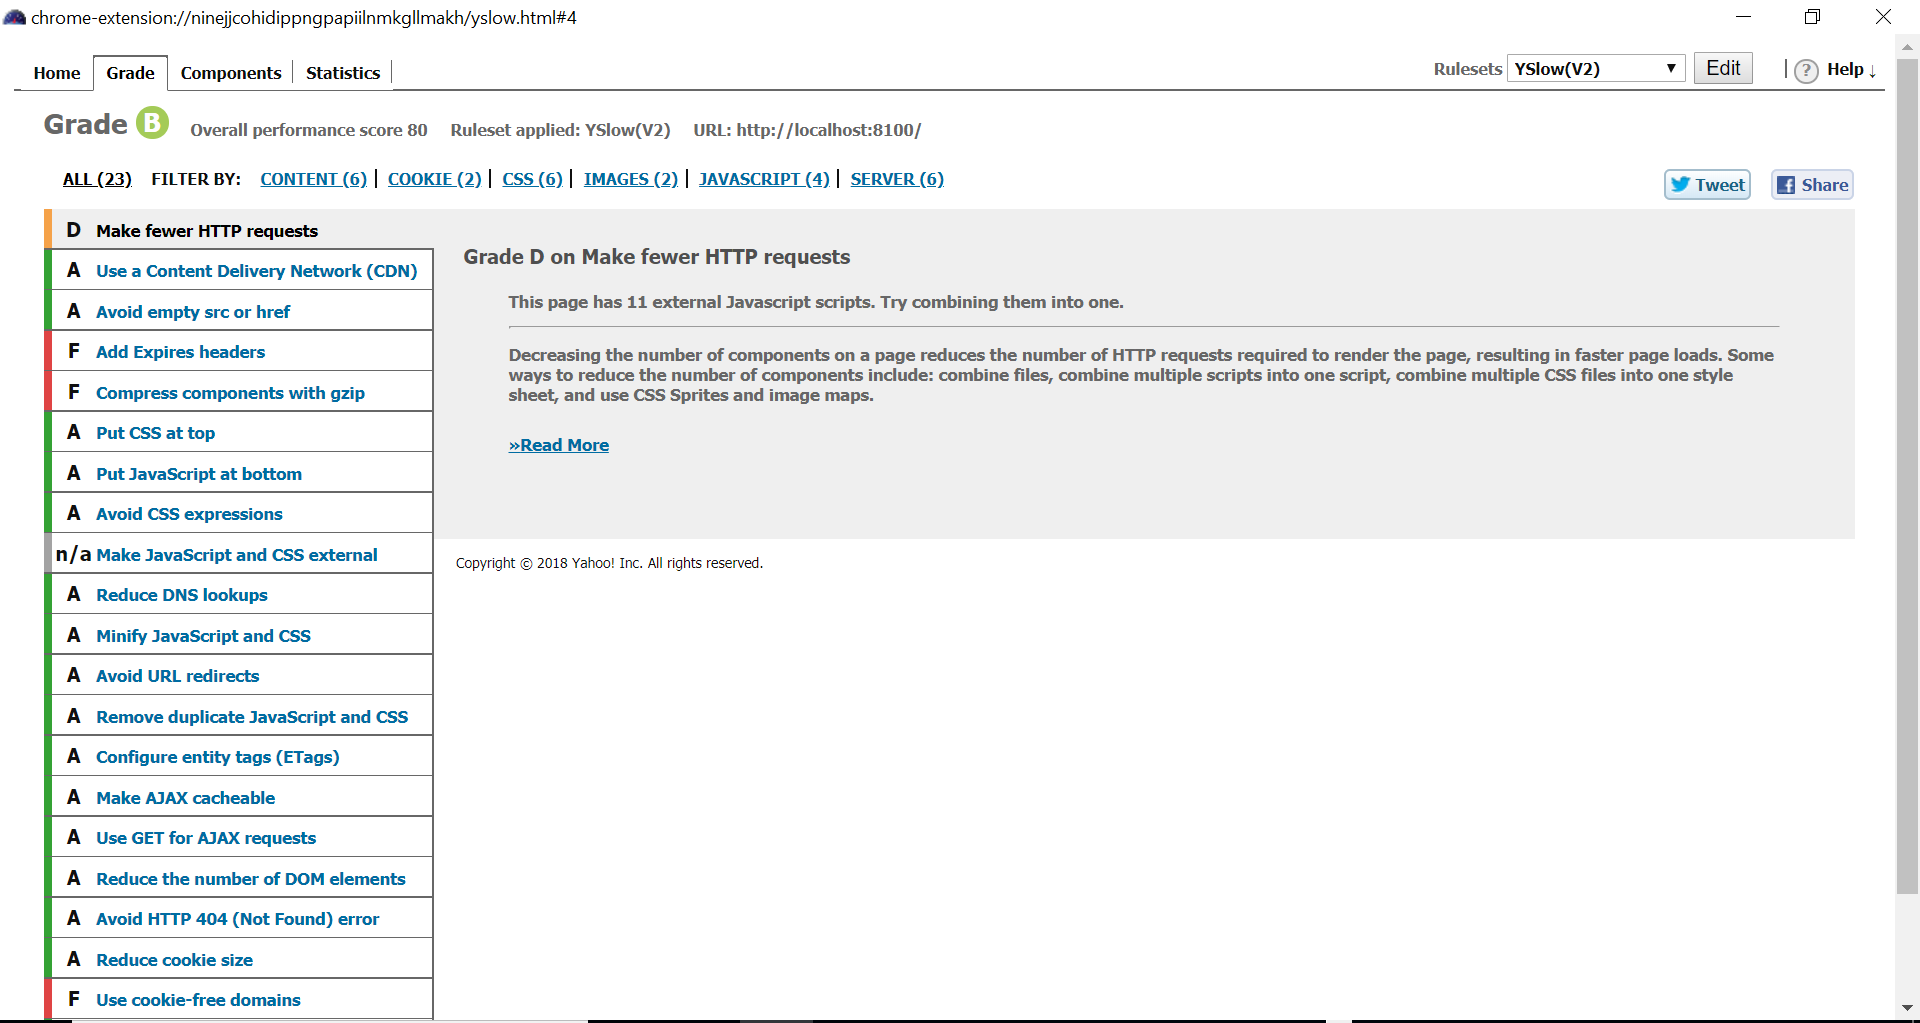 chrome-extension://ninejjcohidippngpapiilnmkgllmakh/yslow.html#4
Home Grade Components Statistics Rulesets YSlow(V2) ▼ Edit ? Help ↓
Grade B Overall performance score 80 Ruleset applied: YSlow(V2) URL: http://localhost:8100/
ALL (23) FILTER BY: CONTENT (6) | COOKIE (2) | CSS (6) | IMAGES (2) | JAVASCRIPT (4) | SERVER (6)
Tweet Share
D Make fewer HTTP requests
A Use a Content Delivery Network (CDN)
A Avoid empty src or href
F Add Expires headers
F Compress components with gzip
A Put CSS at top
A Put JavaScript at bottom
A Avoid CSS expressions
n/a Make JavaScript and CSS external
A Reduce DNS lookups
A Minify JavaScript and CSS
A Avoid URL redirects
A Remove duplicate JavaScript and CSS
A Configure entity tags (ETags)
A Make AJAX cacheable
A Use GET for AJAX requests
A Reduce the number of DOM elements
A Avoid HTTP 404 (Not Found) error
A Reduce cookie size
F Use cookie-free domains
Grade D on Make fewer HTTP requests
This page has 11 external Javascript scripts. Try combining them into one.
Decreasing the number of components on a page reduces the number of HTTP requests required to render the page, resulting in faster page loads. Some
ways to reduce the number of components include: combine files, combine multiple scripts into one script, combine multiple CSS files into one style
sheet, and use CSS Sprites and image maps.
»Read More
Copyright © 2018 Yahoo! Inc. All rights reserved.